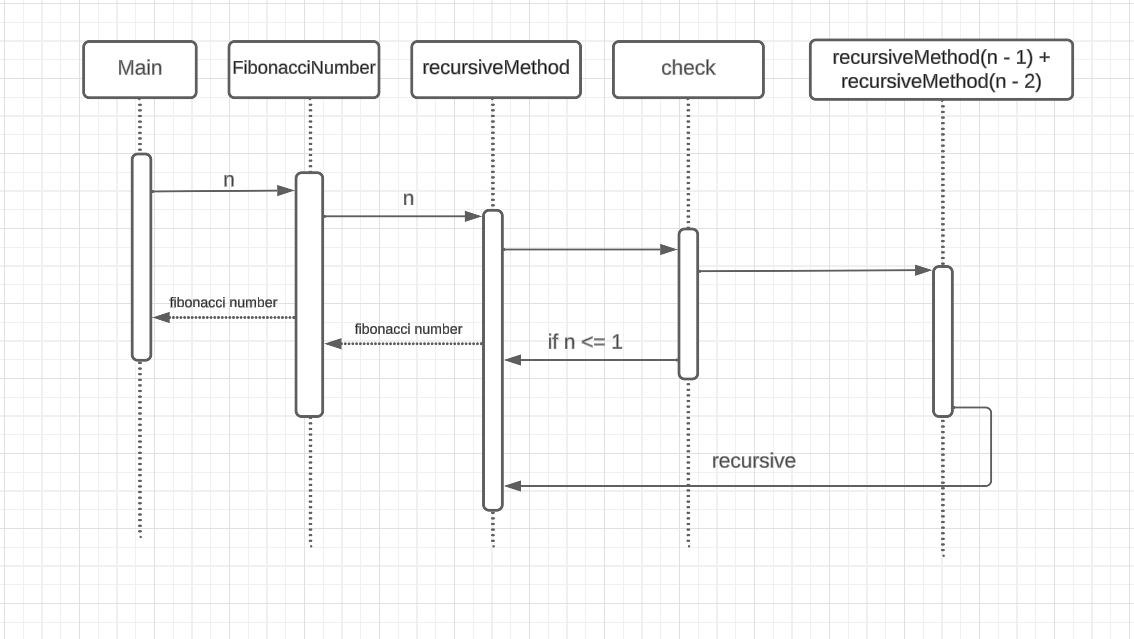 Main
FibonacciNumber
recursiveMethod
check
recursiveMethod(n - 1) +
recursiveMethod(n - 2)
n
n
fibonacci number
fibonacci number
if n <= 1
recursive